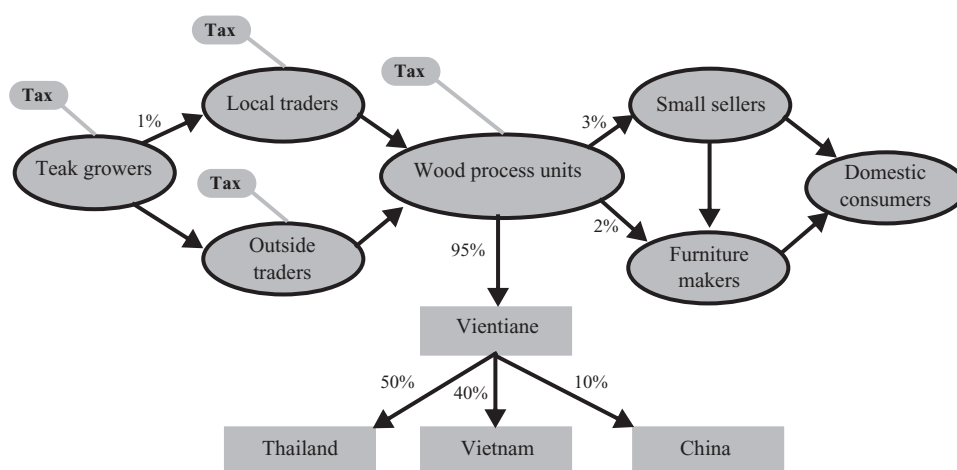 Tax
Tax
Tax
Tax
1%
Local traders
Teak growers
Outside
traders
Wood process units
3%
2%
95%
Small sellers
Furniture
makers
Domestic
consumers
Vientiane
50%
40%
10%
Thailand
Vietnam
China